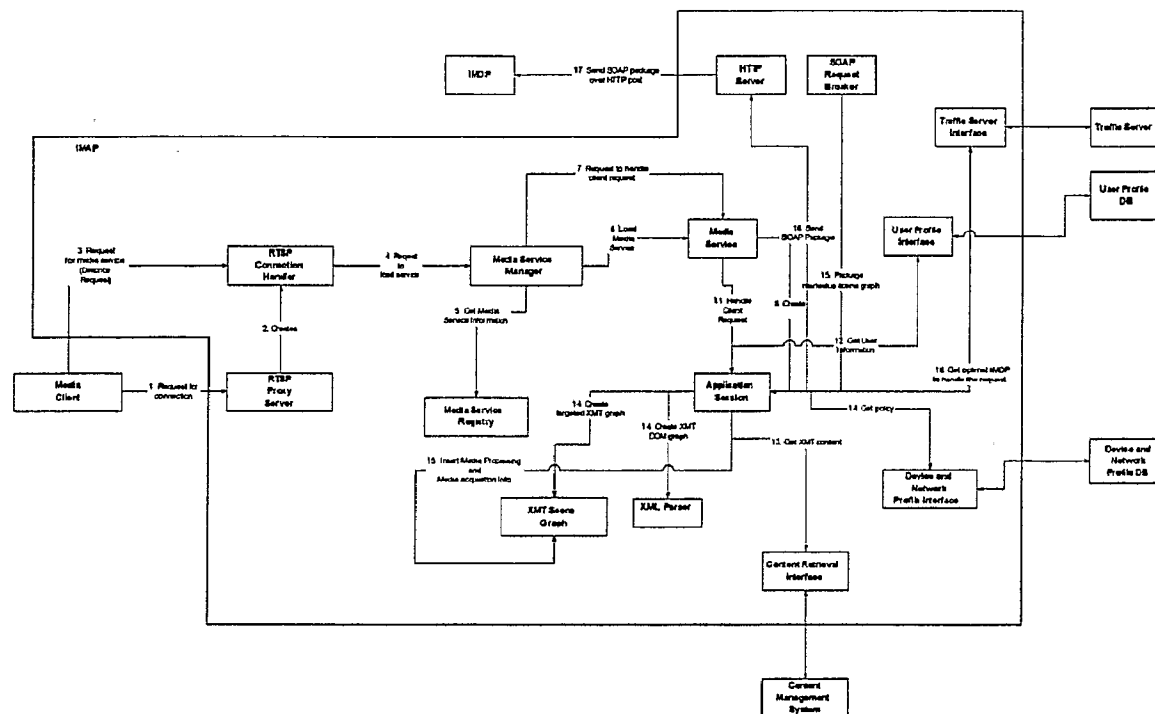 IMDP
17. Send SOAP package
over HTTP post
HTTP
Server
SOAP
Request
Broker
Traffic Server
Interface
Traffic Server
IMAP
7. Request to handle
client request
User Profile
DB
3. Request
for media service
(Describe
Request)
RTSP
Connection
Handler
4. Request
to
load service
Media Service
Manager
6. Load
Media
Service
Media
Service
16. Send
SOAP Package
User Profile
Interface
15. Package
interactive scene graph
5. Get Media
Service Information
11. Handle
Client
Request
8. Create
2. Creates
12. Get User
Information
16. Get optimal IMDP
to handle the request
Media
Client
1. Request for
connection
RTSP
Proxy
Server
Application
Session
Media Service
Registry
14. Create
targeted XMT graph
14. Create XMT
DOM graph
14. Get policy
13. Get XMT content
15. Insert Media Processing
and
Media acquisition Info.
Device and
Network
Profile Interface
Device and
Network
Profile DB
XMT Scene
Graph
XML Parser
Content Retrieval
Interface
Content
Management
System